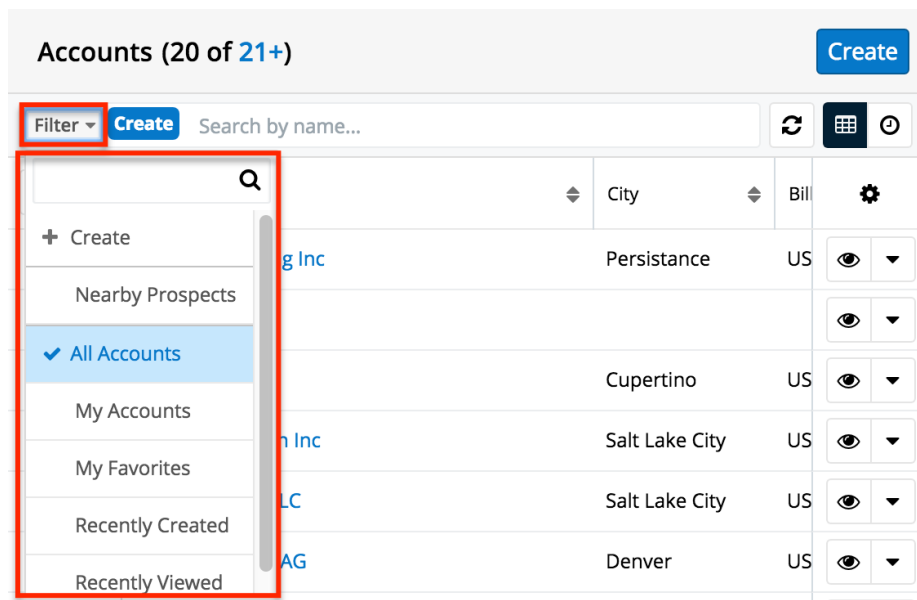 Accounts (20 of 21+)
Create
Filter
Create
Search by name...
City
Bill
Create
g Inc
Persistance
US
Nearby Prospects
All Accounts
Cupertino
US
My Accounts
n Inc
Salt Lake City
US
My Favorites
LC
Salt Lake City
US
Recently Created
AG
Denver
US
Recently Viewed